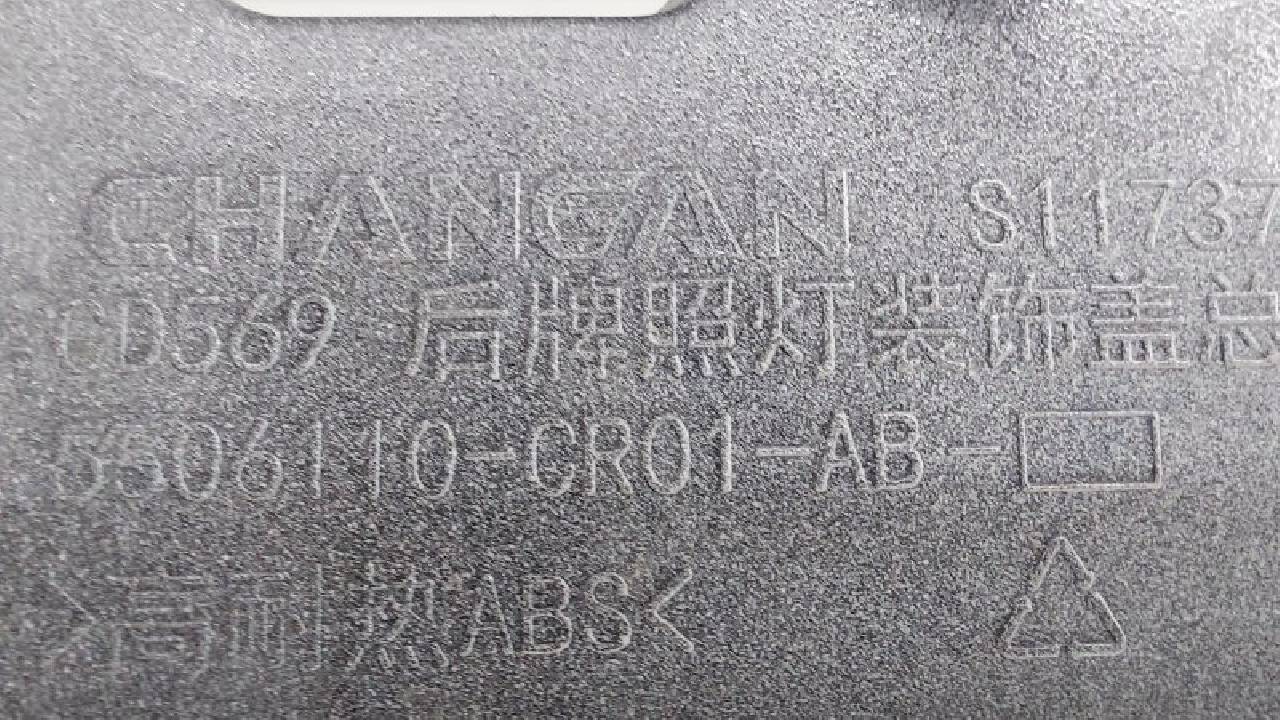 CHANGAN S11737
CD569 后牌照灯装饰盖总
5506110-CR01-AB-
>高耐热ABS<